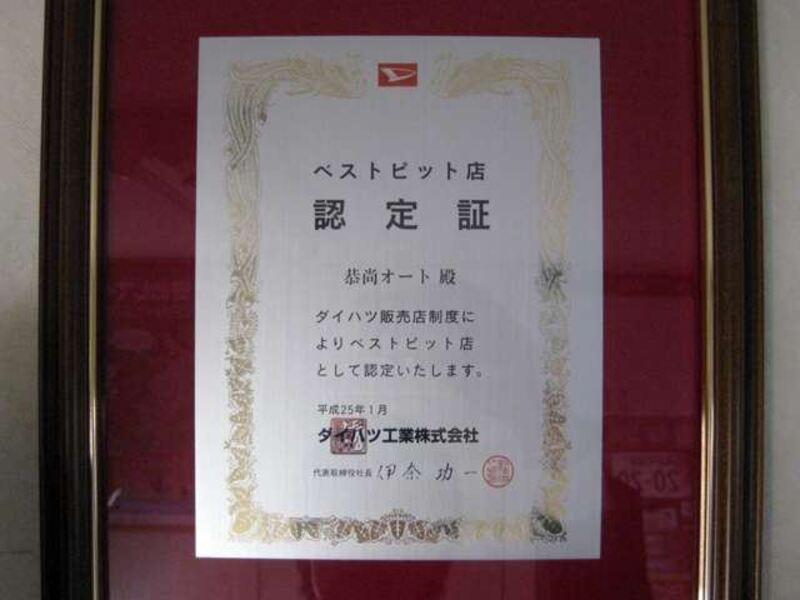 ベストピット店
認定証
恭尚オート 殿
ダイハツ販売店制度に
よりベストピット店
として認定いたします。
平成25年1月
ダイハツ工業株式会社
代表取締役社長 伊奈 功一